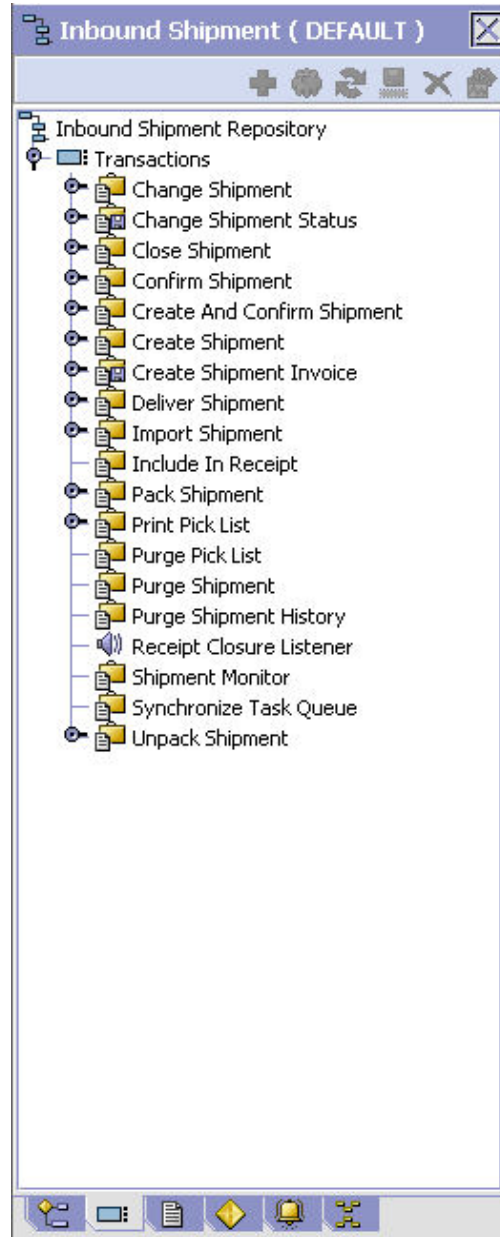 Inbound Shipment ( DEFAULT )
Inbound Shipment Repository
Transactions
Change Shipment
Change Shipment Status
Close Shipment
Confirm Shipment
Create And Confirm Shipment
Create Shipment
Create Shipment Invoice
Deliver Shipment
Import Shipment
Include In Receipt
Pack Shipment
Print Pick List
Purge Pick List
Purge Shipment
Purge Shipment History
Receipt Closure Listener
Shipment Monitor
Synchronize Task Queue
Unpack Shipment